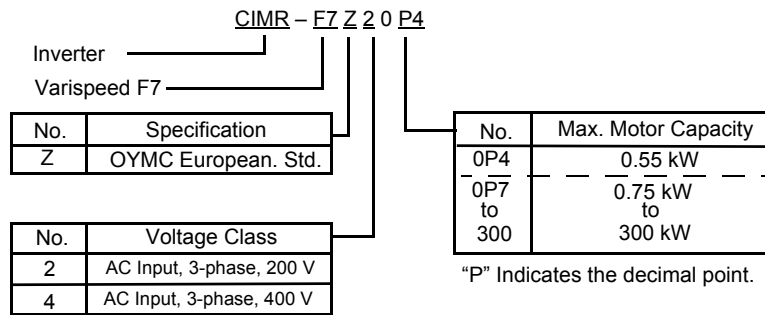 CIMR – F7 Z 2 0 P4
Inverter
Varispeed F7
No. Specification
Z OYMC European. Std.
No. Voltage Class
2 AC Input, 3-phase, 200 V
4 AC Input, 3-phase, 400 V
No. Max. Motor Capacity
0P4 0.55 kW
0P7 0.75 kW
to to
300 300 kW
“P” Indicates the decimal point.